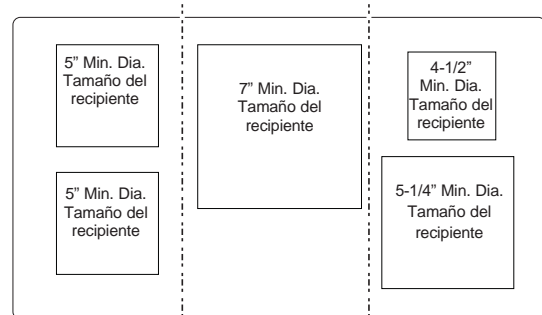 5” Min. Dia.
Tamaño del
recipiente
5” Min. Dia.
Tamaño del
recipiente
7” Min. Dia.
Tamaño del
recipiente
4-1/2”
Min. Dia.
Tamaño del
recipiente
5-1/4” Min. Dia.
Tamaño del
recipiente